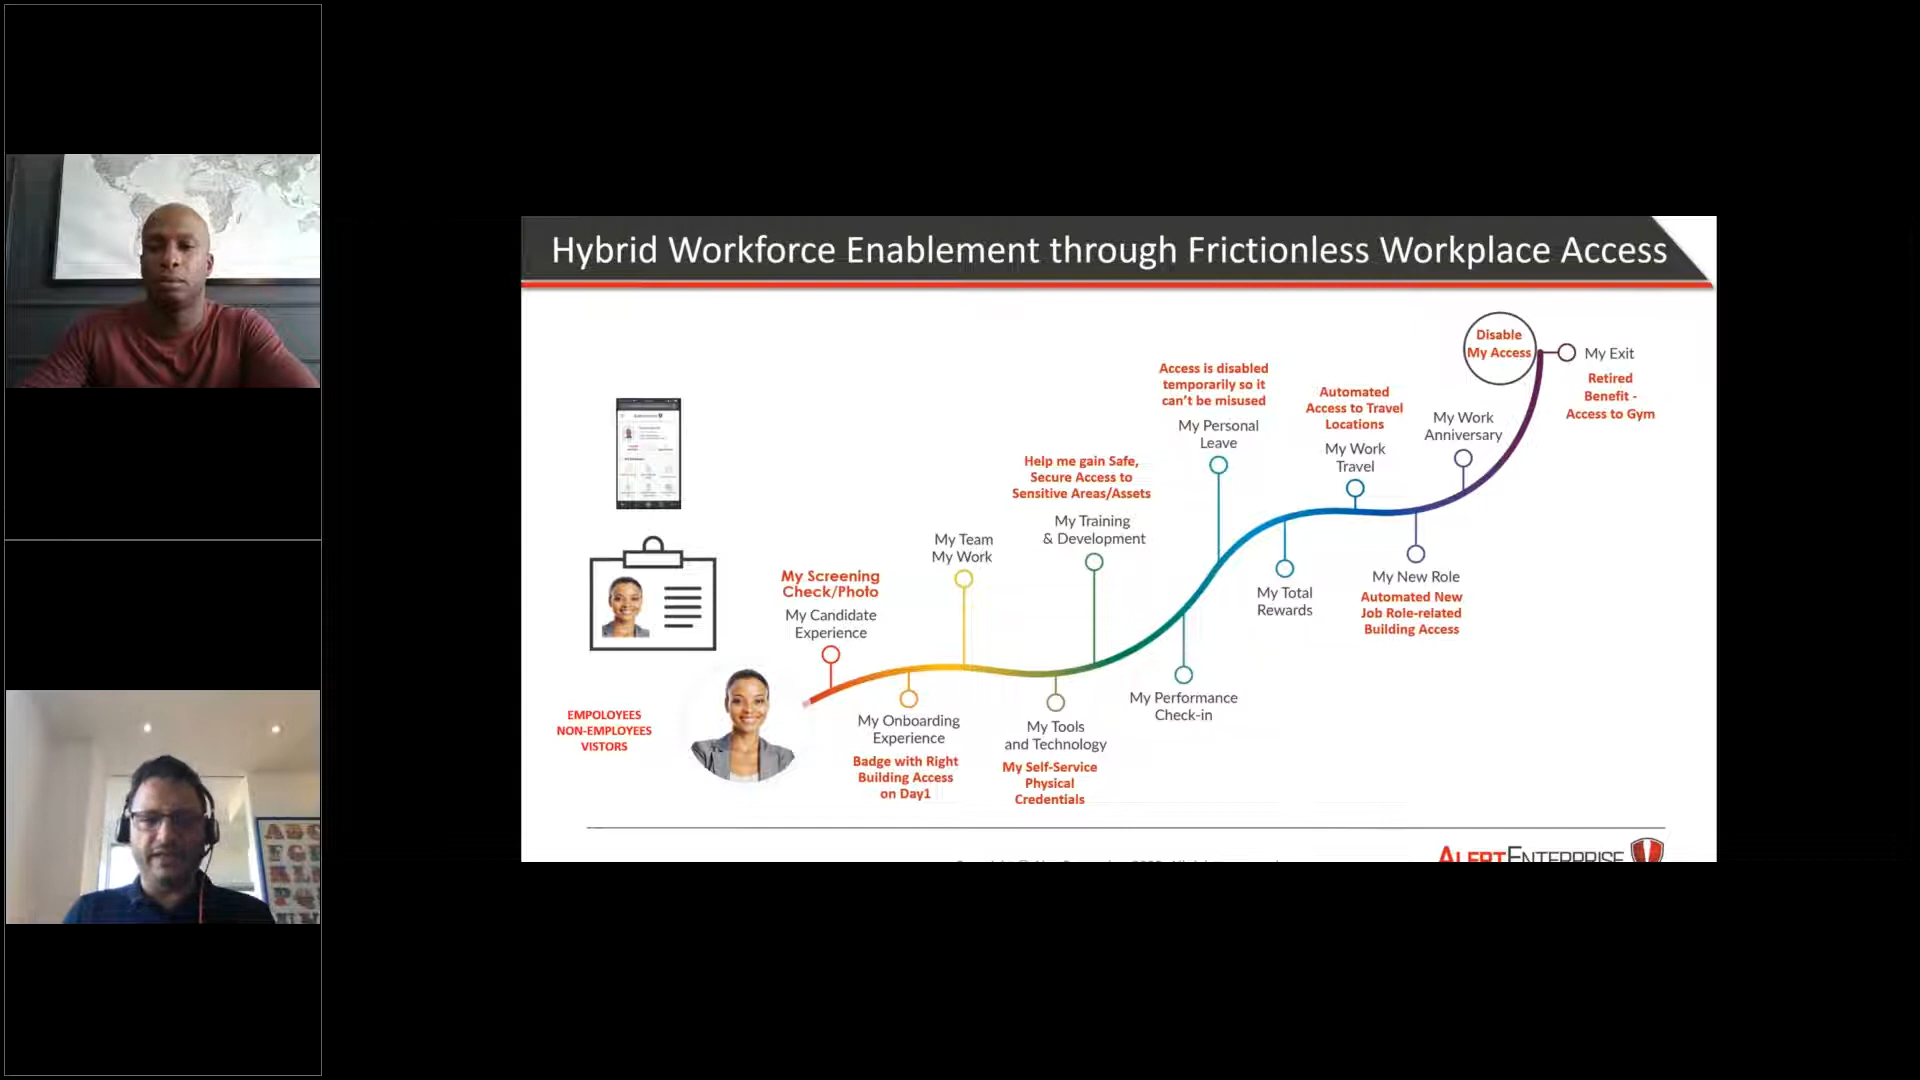 Hybrid Workforce Enablement through Frictionless Workplace Access
Disable
My Access
My Exit
Retired
Benefit -
Access to Gym
Access is disabled
temporarily so it
can't be misused
My Personal
Leave
Automated
Access to Travel
Locations
My Work
Travel
My Work
Anniversary
Help me gain Safe,
Secure Access to
Sensitive Areas/Assets
My Training
& Development
My Team
My Work
My Screening
Check/Photo
My Candidate
Experience
My Total
Rewards
My New Role
Automated New
Job Role-related
Building Access
My Performance
Check-in
EMPOLOYEES
NON-EMPLOYEES
VISTORS
My Onboarding
Experience
Badge with Right
Building Access
on Day1
My Tools
and Technology
My Self-Service
Physical
Credentials
ALERTENTERPRISE